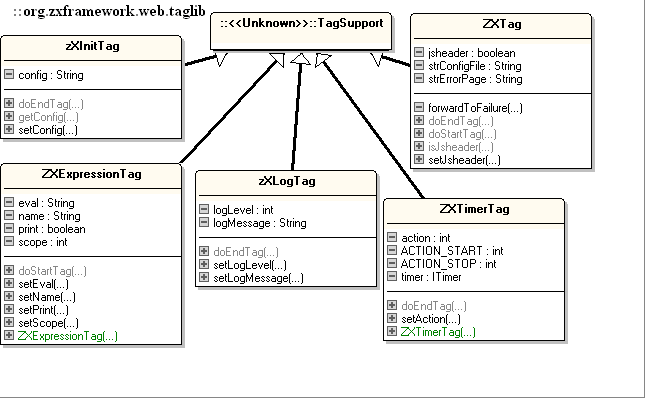 ::org.zxframework.web.taglib
::<<Unknown>>::TagSupport
zXInitTag
config : String
doEndTag(...)
getConfig(...)
setConfig(...)
ZXTag
jsheader : boolean
strConfigFile : String
strErrorPage : String
forwardToFailure(...)
doEndTag(...)
doStartTag(...)
isJsheader(...)
setJsheader(...)
ZXExpressionTag
eval : String
name : String
print : boolean
scope : int
doStartTag(...)
setEval(...)
setName(...)
setPrint(...)
setScope(...)
ZXExpressionTag(...)
zXLogTag
logLevel : int
logMessage : String
doEndTag(...)
setLogLevel(...)
setLogMessage(...)
ZXTimerTag
action : int
ACTION_START : int
ACTION_STOP : int
timer : ITimer
doEndTag(...)
setAction(...)
ZXTimerTag(...)